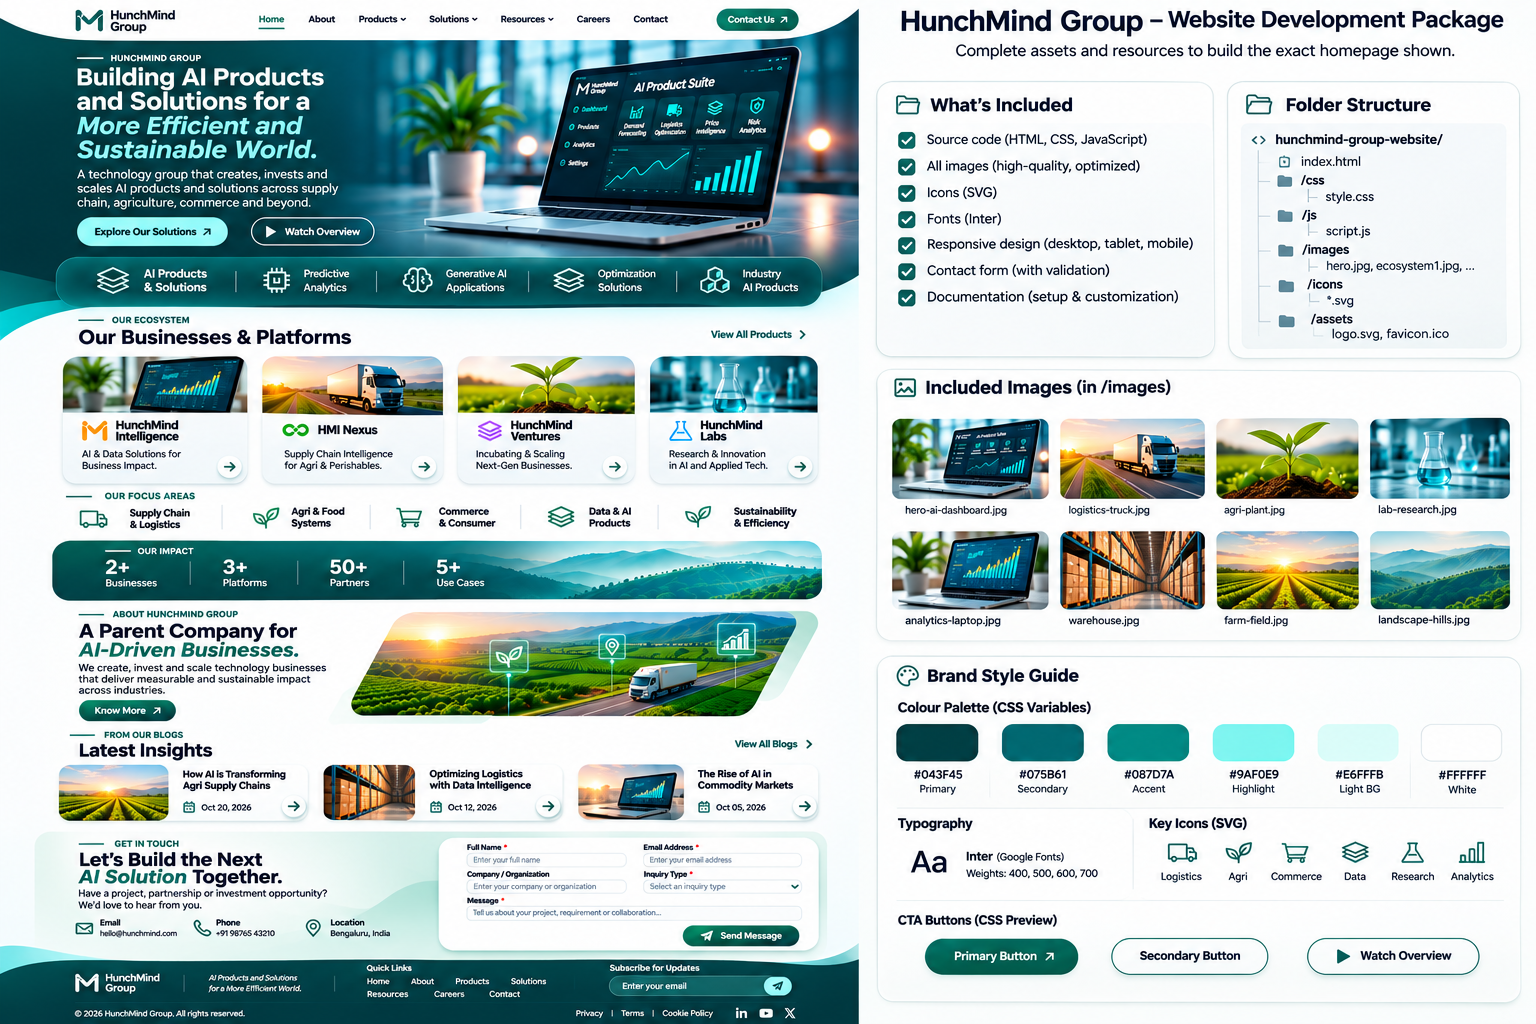 HunchMind
Group
Home
About
Products
Solutions
Resources
Careers
Contact
Contact Us
HUNCHMIND GROUP
Building AI Products
and Solutions for a
More Efficient and
Sustainable World.
A technology group that creates, invests and
scales AI products and solutions across supply
chain, agriculture, commerce and beyond.
Explore Our Solutions
Watch Overview
HunchMind
Group
AI Product Suite
Dashboard
Products
Analytics
Settings
Demand
Forecasting
Logistics
Optimization
Price
Intelligence
Risk
Analytics
AI Products
& Solutions
Predictive
Analytics
Generative AI
Applications
Optimization
Solutions
Industry
AI Products
OUR ECOSYSTEM
Our Businesses & Platforms
View All Products
HunchMind
Intelligence
AI & Data Solutions for
Business Impact.
HMI Nexus
Supply Chain Intelligence
for Agri & Perishables.
HunchMind
Ventures
Incubating & Scaling
Next-Gen Businesses.
HunchMind
Labs
Research & Innovation
in AI and Applied Tech.
OUR FOCUS AREAS
Supply Chain
& Logistics
Agri & Food
Systems
Commerce
& Consumer
Data & AI
Products
Sustainability
& Efficiency
OUR IMPACT
2+
Businesses
3+
Platforms
50+
Partners
5+
Use Cases
ABOUT HUNCHMIND GROUP
A Parent Company for
AI-Driven Businesses.
We create, invest and scale technology businesses
that deliver measurable and sustainable impact
across industries.
Know More
FROM OUR BLOGS
Latest Insights
View All Blogs
How AI is Transforming
Agri Supply Chains
Oct 20, 2026
Optimizing Logistics
with Data Intelligence
Oct 12, 2026
The Rise of AI in
Commodity Markets
Oct 05, 2026
GET IN TOUCH
Let's Build the Next
AI Solution Together.
Have a project, partnership or investment opportunity?
We'd love to hear from you.
Email
hello@hunchmind.com
Phone
+91 98765 43210
Location
Bengaluru, India
Full Name *
Enter your full name
Email Address *
Enter your email address
Company / Organization
Enter your company or organization
Inquiry Type *
Select an inquiry type
Message *
Tell us about your project, requirement or collaboration...
Send Message
HunchMind
Group
AI Products and Solutions
for a More Efficient World.
Quick Links
Home
About
Products
Solutions
Resources
Careers
Contact
Subscribe for Updates
Enter your email
© 2026 HunchMind Group. All rights reserved.
Privacy | Terms | Cookie Policy
in
X
HunchMind Group – Website Development Package
Complete assets and resources to build the exact homepage shown.
What's Included
Source code (HTML, CSS, JavaScript)
All images (high-quality, optimized)
Icons (SVG)
Fonts (Inter)
Responsive design (desktop, tablet, mobile)
Contact form (with validation)
Documentation (setup & customization)
Folder Structure
<> hunchmind-group-website/
index.html
/css
style.css
/js
script.js
/images
hero.jpg, ecosystem1.jpg, ...
/icons
*.svg
/assets
logo.svg, favicon.ico
Included Images (in /images)
hero-ai-dashboard.jpg
logistics-truck.jpg
agri-plant.jpg
lab-research.jpg
analytics-laptop.jpg
warehouse.jpg
farm-field.jpg
landscape-hills.jpg
Brand Style Guide
Colour Palette (CSS Variables)
#043F45
Primary
#075B61
Secondary
#087D7A
Accent
#9AF0E9
Highlight
#E6FFFB
Light BG
#FFFFFF
White
Typography
Aa
Inter (Google Fonts)
Weights: 400, 500, 600, 700
Key Icons (SVG)
Logistics
Agri
Commerce
Data
Research
Analytics
CTA Buttons (CSS Preview)
Primary Button
Secondary Button
Watch Overview